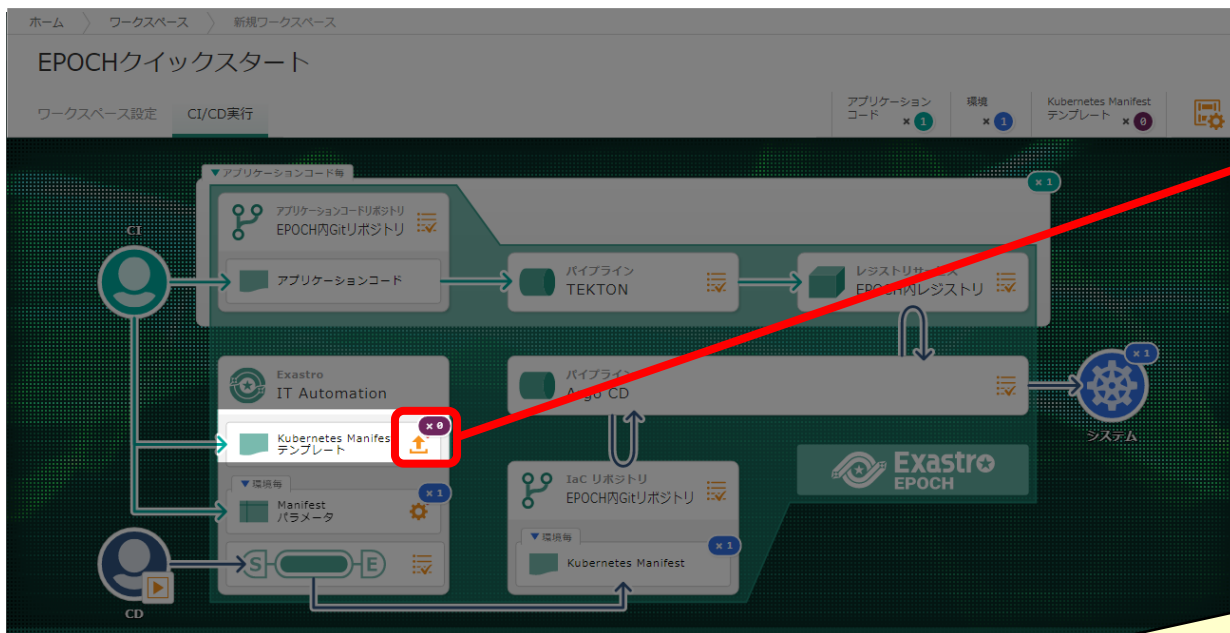 ホーム 〉 ワークスペース 〉 新規ワークスペース
EPOCHクイックスタート
ワークスペース設定 CI/CD実行
アプリケーション
コード ×1
環境
×1
Kubernetes Manifest
テンプレート ×0
▼アプリケーションコード毎
×1
CI
アプリケーションコードリポジトリ
EPOCH内Gitリポジトリ
アプリケーションコード
パイプライン
TEKTON
レジストリサービス
EPOCH内レジストリ
Exastro
IT Automation
パイプライン
Argo CD
×1
システム
×0
Kubernetes Manifes
テンプレート
▼環境毎
×1
Manifest
パラメータ
S E
CD
IaC リポジトリ
EPOCH内Gitリポジトリ
▼環境毎
×1
Kubernetes Manifest
Exastro
EPOCH